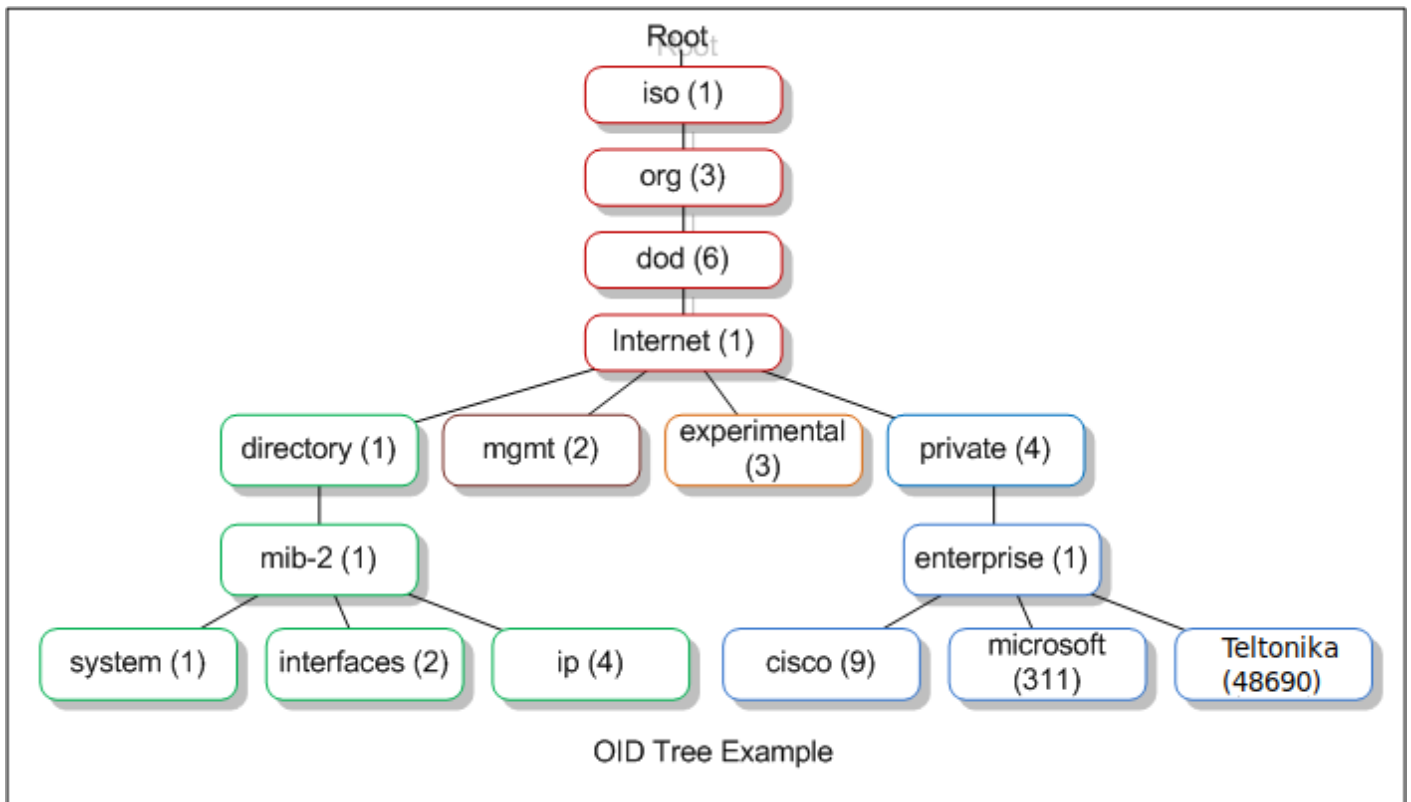 Root
iso (1)
org (3)
dod (6)
Internet (1)
directory (1)
mgmt (2)
experimental
(3)
private (4)
mib-2 (1)
enterprise (1)
system (1)
interfaces (2)
ip (4)
cisco (9)
microsoft
(311)
Teltonika
(48690)
OID Tree Example